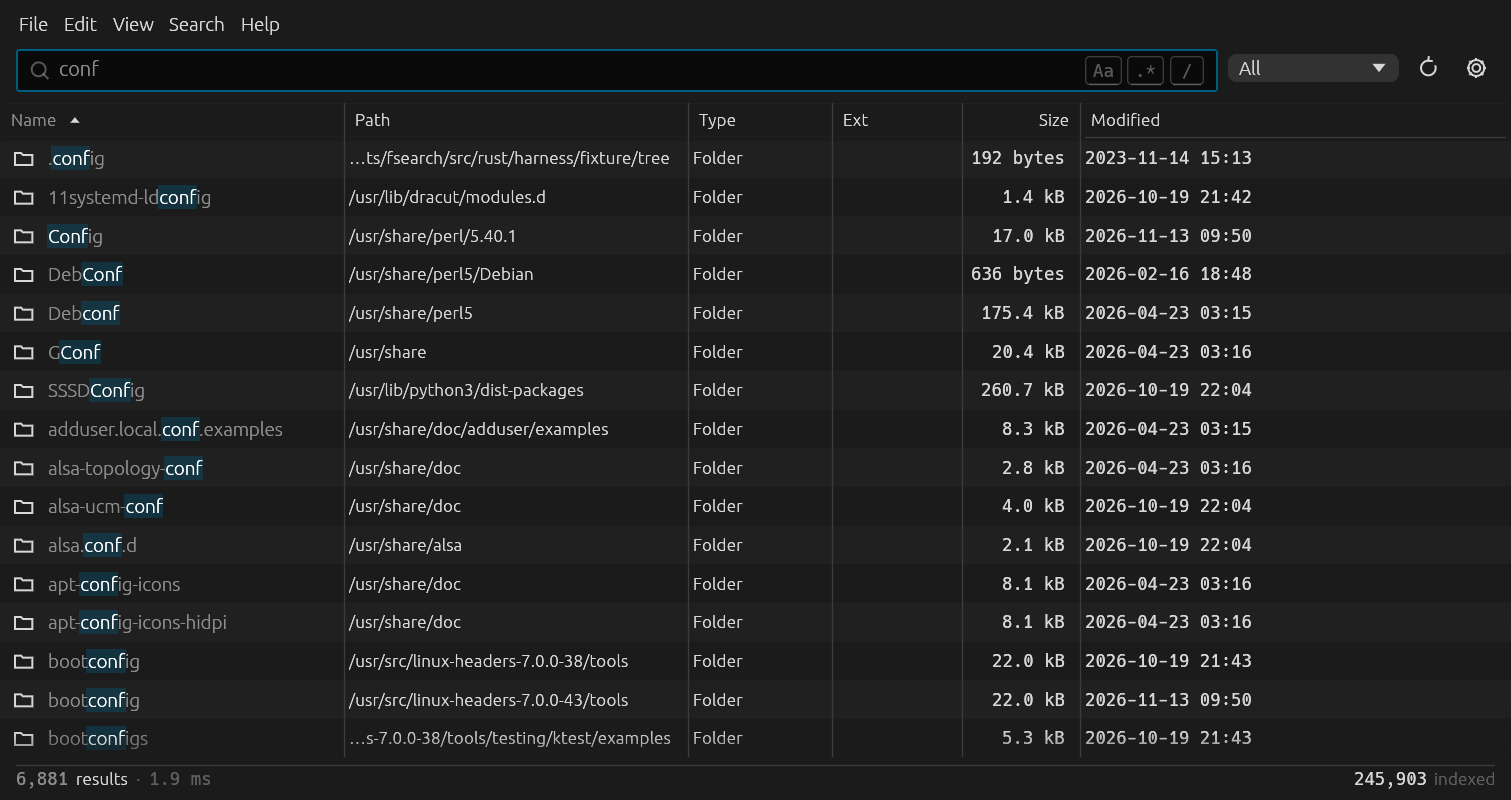 File Edit View Search Help
conf Aa .* / All
Name Path Type Ext Size Modified
.config …ts/fsearch/src/rust/harness/fixture/tree Folder 192 bytes 2023-11-14 15:13
11systemd-ldconfig /usr/lib/dracut/modules.d Folder 1.4 kB 2026-10-19 21:42
Config /usr/share/perl/5.40.1 Folder 17.0 kB 2026-11-13 09:50
DebConf /usr/share/perl5/Debian Folder 636 bytes 2026-02-16 18:48
Debconf /usr/share/perl5 Folder 175.4 kB 2026-04-23 03:15
GConf /usr/share Folder 20.4 kB 2026-04-23 03:16
SSSDConfig /usr/lib/python3/dist-packages Folder 260.7 kB 2026-10-19 22:04
adduser.local.conf.examples /usr/share/doc/adduser/examples Folder 8.3 kB 2026-04-23 03:15
alsa-topology-conf /usr/share/doc Folder 2.8 kB 2026-04-23 03:16
alsa-ucm-conf /usr/share/doc Folder 4.0 kB 2026-10-19 22:04
alsa.conf.d /usr/share/alsa Folder 2.1 kB 2026-10-19 22:04
apt-config-icons /usr/share/doc Folder 8.1 kB 2026-04-23 03:16
apt-config-icons-hidpi /usr/share/doc Folder 8.1 kB 2026-04-23 03:16
bootconfig /usr/src/linux-headers-7.0.0-38/tools Folder 22.0 kB 2026-10-19 21:43
bootconfig /usr/src/linux-headers-7.0.0-43/tools Folder 22.0 kB 2026-11-13 09:50
bootconfigs …s-7.0.0-38/tools/testing/ktest/examples Folder 5.3 kB 2026-10-19 21:43
6,881 results · 1.9 ms 245,903 indexed